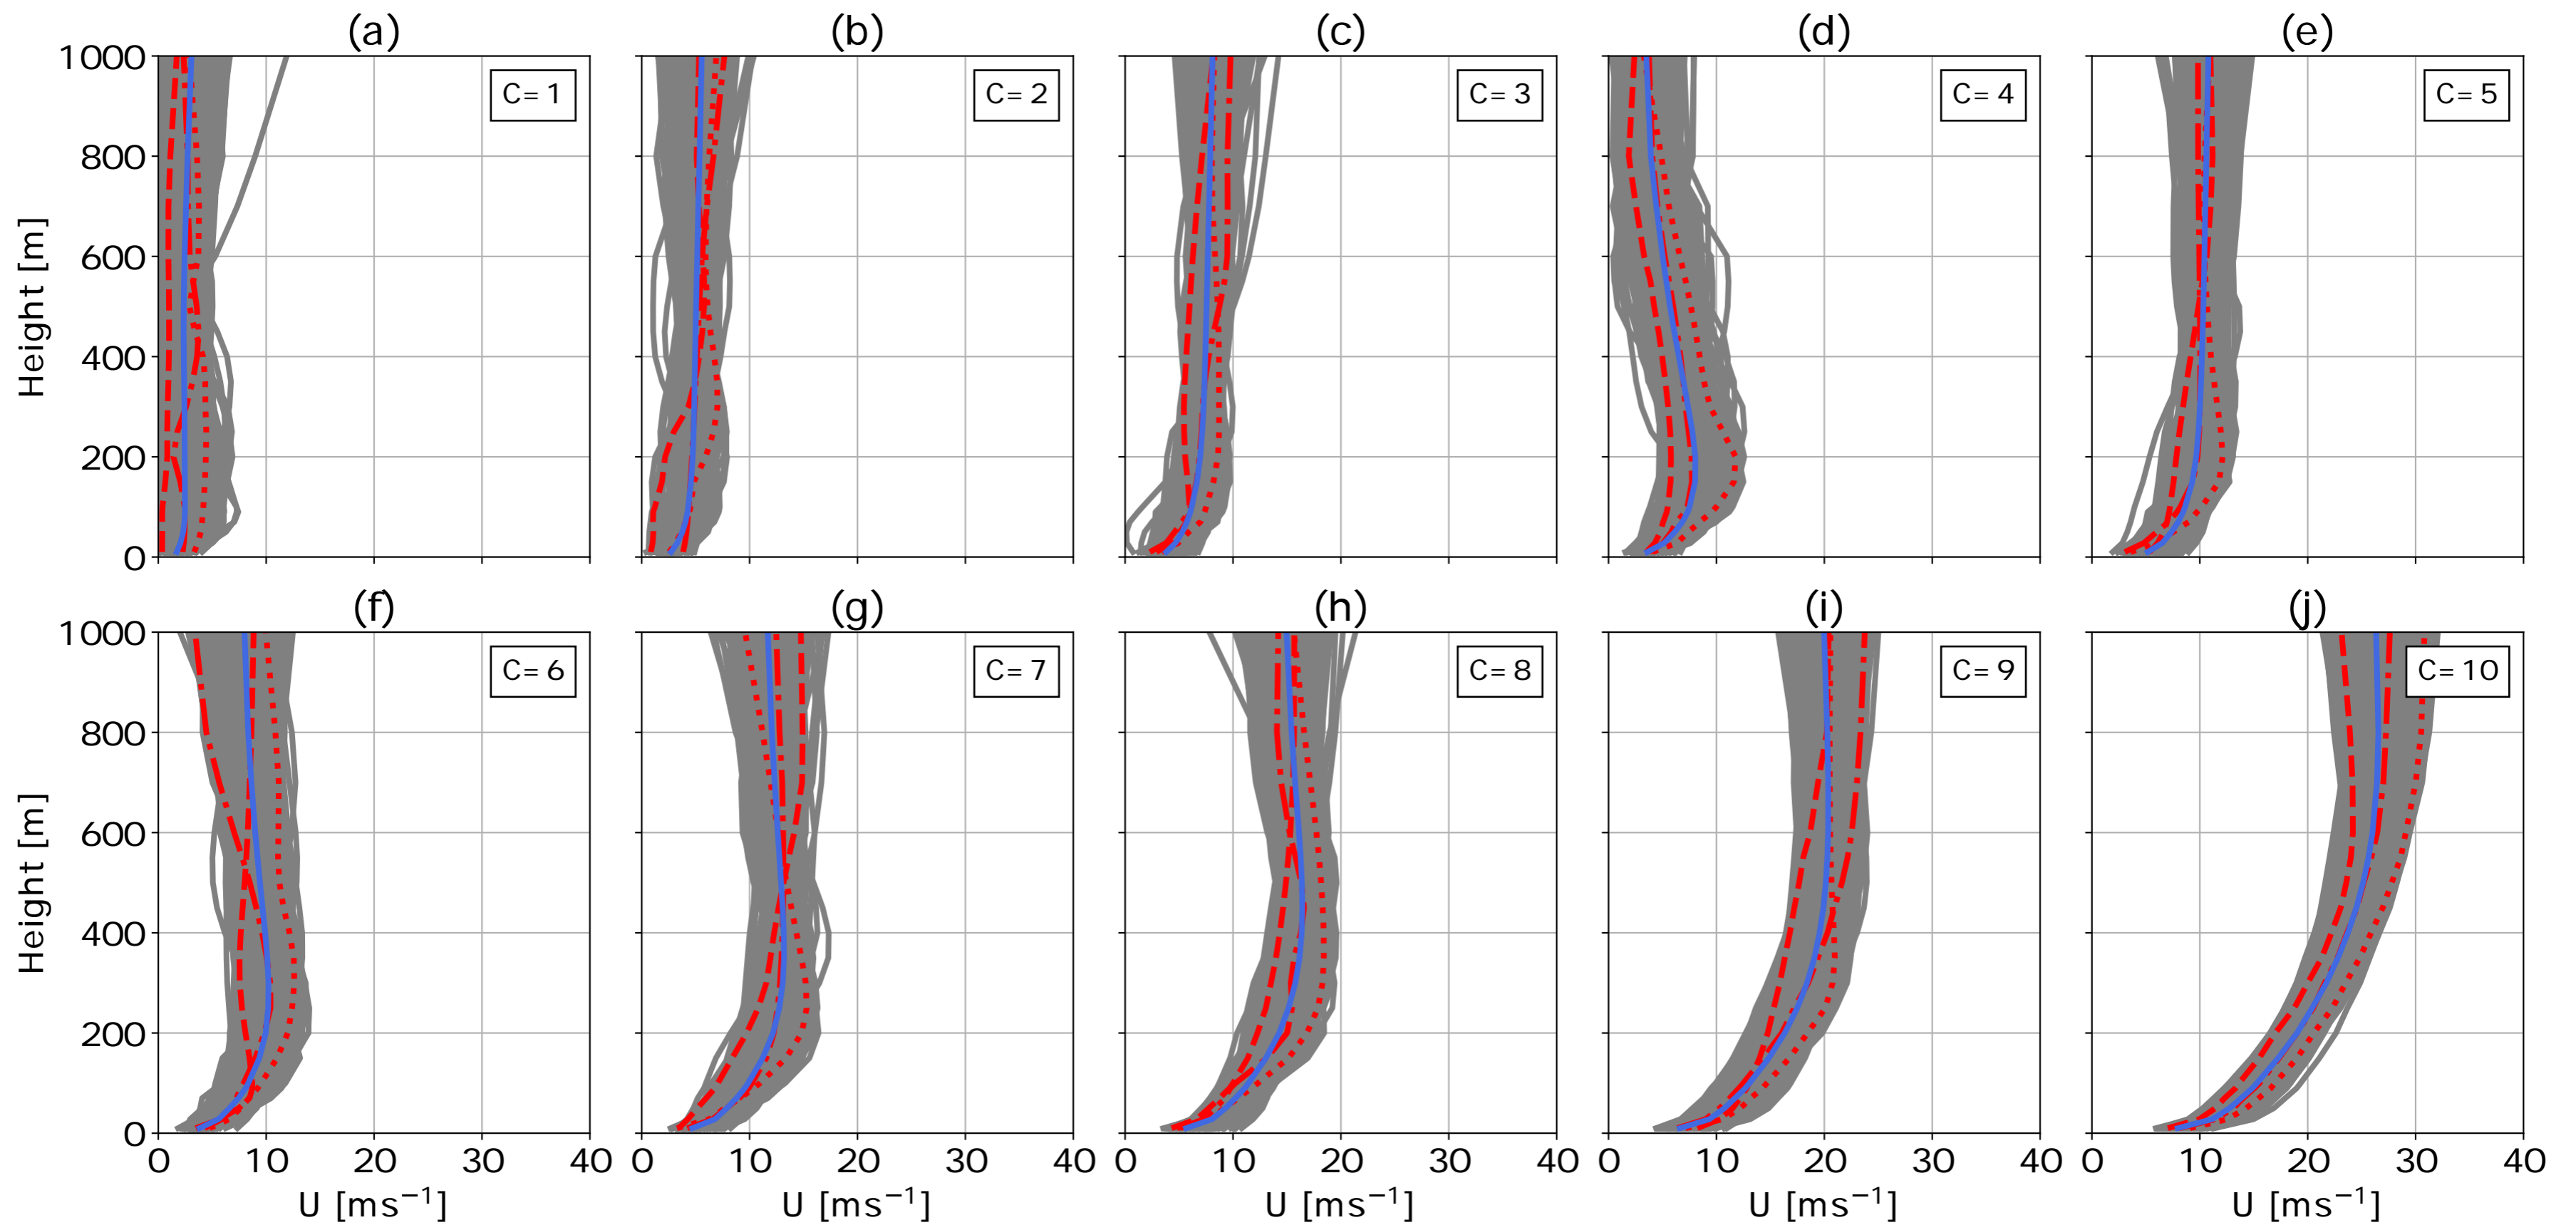 (a) (b) (c) (d) (e)
1000 800 600 400 200 0
Height [m]
C= 1 C= 2 C= 3 C= 4 C= 5
(f) (g) (h) (i) (j)
1000 800 600 400 200 0
Height [m]
C= 6 C= 7 C= 8 C= 9 C= 10
0 10 20 30 40 0 10 20 30 40 0 10 20 30 40 0 10 20 30 40 0 10 20 30 40
U [ms⁻¹] U [ms⁻¹] U [ms⁻¹] U [ms⁻¹] U [ms⁻¹]